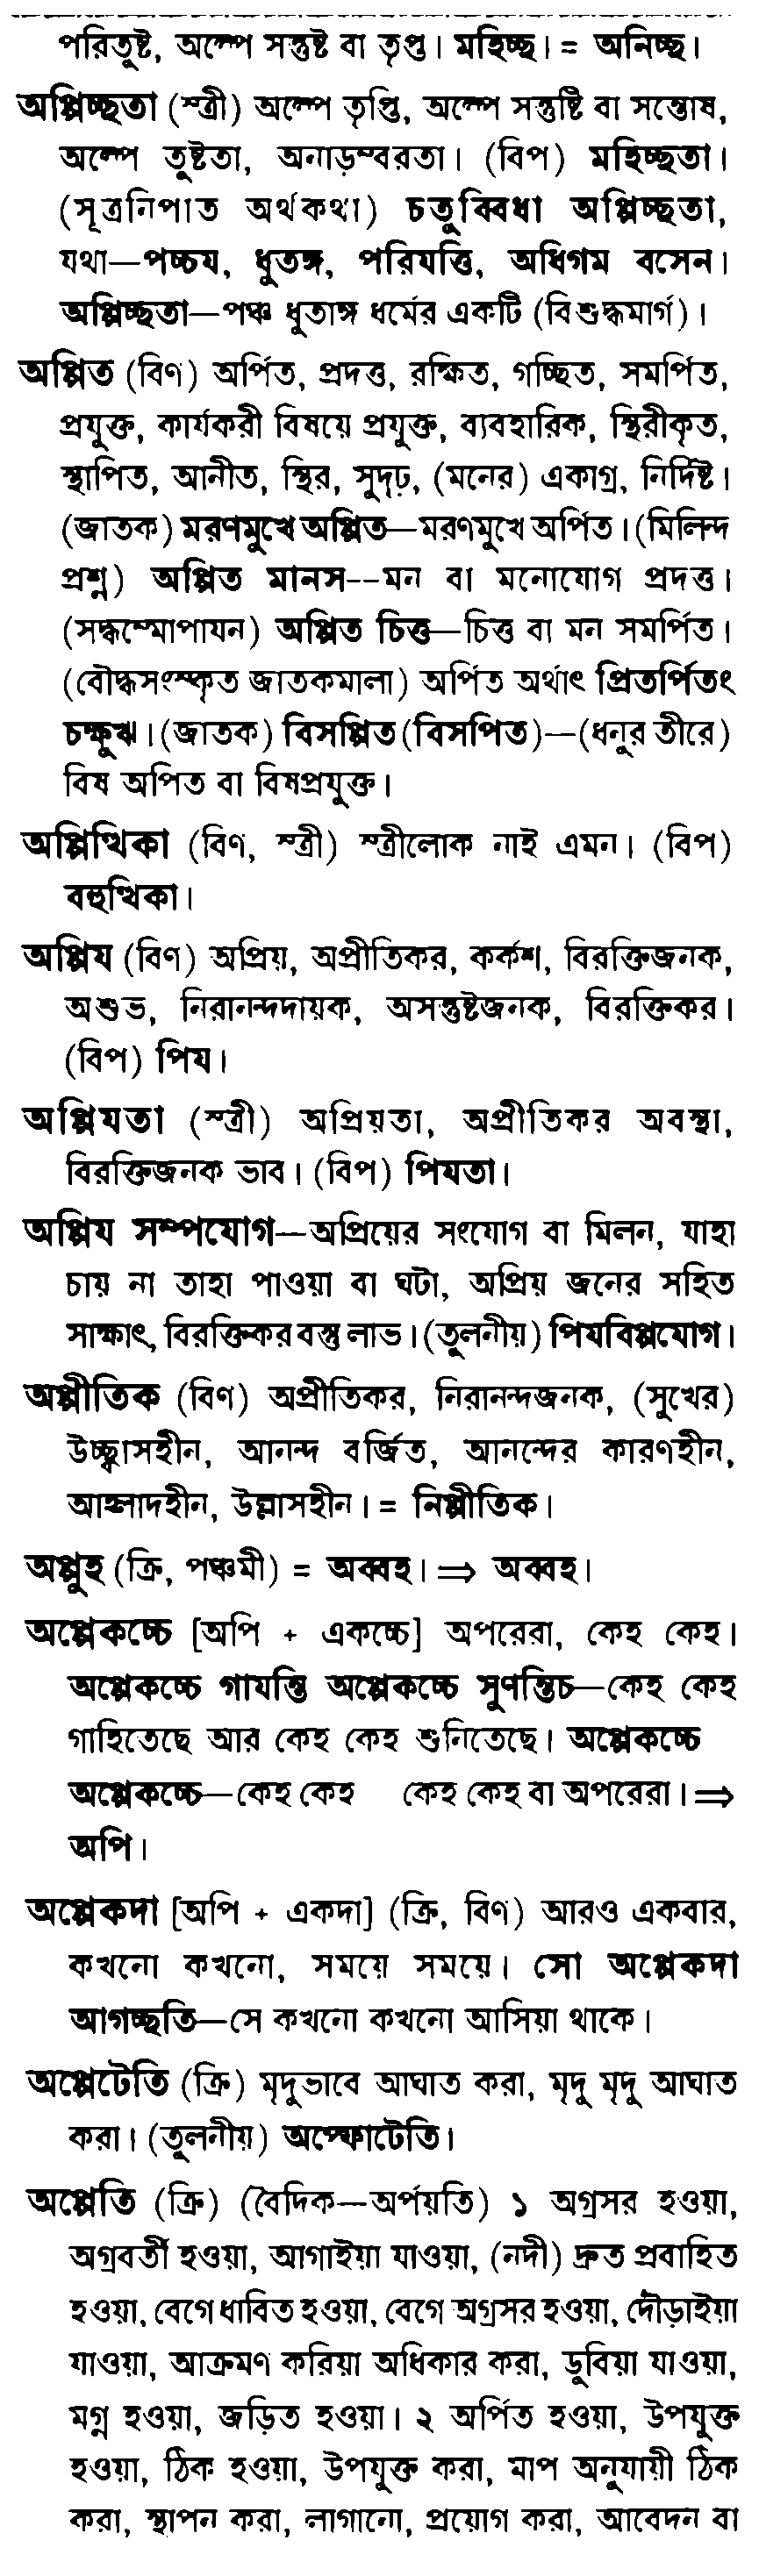 পরিতুষ্ট, অল্পে সন্তুষ্ট বা তৃপ্ত। মহিচ্ছ। = অনিচ্ছ।
অপ্পিচ্ছতা (স্ত্রী) অল্পে তৃপ্তি, অল্পে সন্তুষ্টি বা সন্তোষ,
অল্পে তুষ্টতা, অনাড়ম্বরতা। (বিপ) মহিচ্ছতা।
(সূত্রনিপাত অর্থকথা) চতুব্বিধা অপ্পিচ্ছতা,
যথা—পচ্চয, ধুতঙ্গ, পরিযত্তি, অধিগম বসেন।
অপ্পিচ্ছতা—পঞ্চ ধুতাঙ্গ ধর্মের একটি (বিশুদ্ধমার্গ)।
অপ্পিত (বিণ) অর্পিত, প্রদত্ত, রক্ষিত, গচ্ছিত, সমর্পিত,
প্রযুক্ত, কার্যকরী বিষয়ে প্রযুক্ত, ব্যবহারিক, স্থিরীকৃত,
স্থাপিত, আনীত, স্থির, সুদৃঢ়, (মনের) একাগ্র, নির্দিষ্ট।
(জাতক) মরণমুখে অপ্পিত—মরণমুখে অর্পিত। (মিলিন্দ
প্রশ্ন) অপ্পিত মানস--মন বা মনোযোগ প্রদত্ত।
(সদ্ধম্মোপাযন) অপ্পিত চিত্ত—চিত্ত বা মন সমর্পিত।
(বৌদ্ধসংস্কৃত জাতকমালা) অর্পিত অর্থাৎ প্রিতর্পিতং
চক্ষুঋ। (জাতক) বিসপ্পিত (বিসপিত)—(ধনুর তীরে)
বিষ অপিত বা বিষপ্রযুক্ত।
অপ্পিত্থিকা (বিণ, স্ত্রী) স্ত্রীলোক নাই এমন। (বিপ)
বহুত্থিকা।
অপ্পিয (বিণ) অপ্রিয়, অপ্রীতিকর, কর্কশ, বিরক্তিজনক,
অশুভ, নিরানন্দদায়ক, অসন্তুষ্টজনক, বিরক্তিকর।
(বিপ) পিয।
অপ্পিযতা (স্ত্রী) অপ্রিয়তা, অপ্রীতিকর অবস্থা,
বিরক্তিজনক ভাব। (বিপ) পিযতা।
অপ্পিয সম্পযোগ—অপ্রিয়ের সংযোগ বা মিলন, যাহা
চায় না তাহা পাওয়া বা ঘটা, অপ্রিয় জনের সহিত
সাক্ষাৎ, বিরক্তিকর বস্তু লাভ। (তুলনীয়) পিযবিপ্পযোগ।
অপ্পীতিক (বিণ) অপ্রীতিকর, নিরানন্দজনক, (সুখের)
উচ্ছ্বাসহীন, আনন্দ বর্জিত, আনন্দের কারণহীন,
আহ্লাদহীন, উল্লাসহীন। = নিপ্পীতিক।
অপ্পুহ (ক্রি, পঞ্চমী) = অব্বহ। ⇒ অব্বহ।
অপ্পেকচ্চে [অপি + একচ্চে] অপরেরা, কেহ কেহ।
অপ্পেকচ্চে গাযন্তি অপ্পেকচ্চে সুণন্তিচ—কেহ কেহ
গাহিতেছে আর কেহ কেহ শুনিতেছে। অপ্পেকচ্চে
অপ্পেকচ্চে—কেহ কেহ কেহ কেহ বা অপরেরা। ⇒
অপি।
অপ্পেকদা [অপি + একদা] (ক্রি, বিণ) আরও একবার,
কখনো কখনো, সময়ে সময়ে। সো অপ্পেকদা
আগচ্ছতি—সে কখনো কখনো আসিয়া থাকে।
অপ্পেটেতি (ক্রি) মৃদুভাবে আঘাত করা, মৃদু মৃদু আঘাত
করা। (তুলনীয়) অপ্ফোটেতি।
অপ্পেতি (ক্রি) (বৈদিক—অর্পয়তি) ১ অগ্রসর হওয়া,
অগ্রবর্তী হওয়া, আগাইয়া যাওয়া, (নদী) দ্রুত প্রবাহিত
হওয়া, বেগে ধাবিত হওয়া, বেগে অগ্রসর হওয়া, দৌড়াইয়া
যাওয়া, আক্রমণ করিয়া অধিকার করা, ডুবিয়া যাওয়া,
মগ্ন হওয়া, জড়িত হওয়া। ২ অর্পিত হওয়া, উপযুক্ত
হওয়া, ঠিক হওয়া, উপযুক্ত করা, মাপ অনুযায়ী ঠিক
করা, স্থাপন করা, লাগানো, প্রয়োগ করা, আবেদন বা